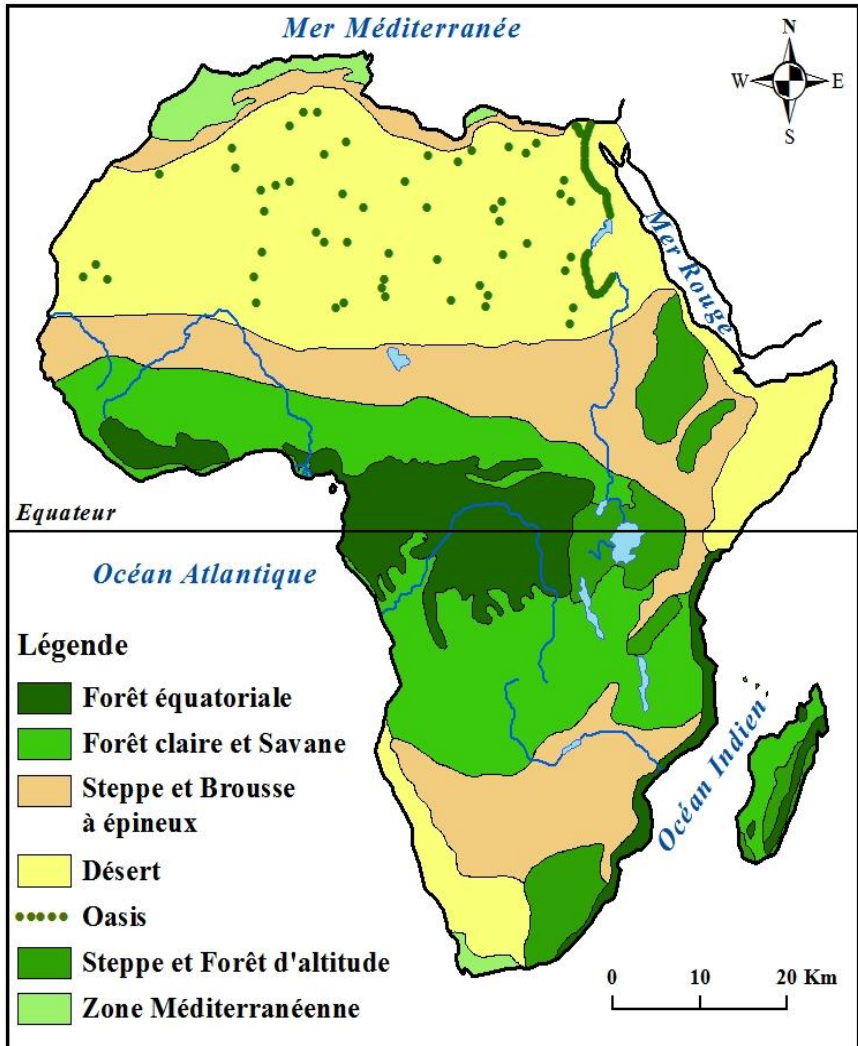 Mer Méditerranée
N
W
E
S
Mer Rouge
Equateur
Océan Atlantique
Océan Indien
Légende
Forêt équatoriale
Forêt claire et Savane
Steppe et Brousse
à épineux
Désert
Oasis
Steppe et Forêt d'altitude
Zone Méditerranéenne
0 10 20 Km